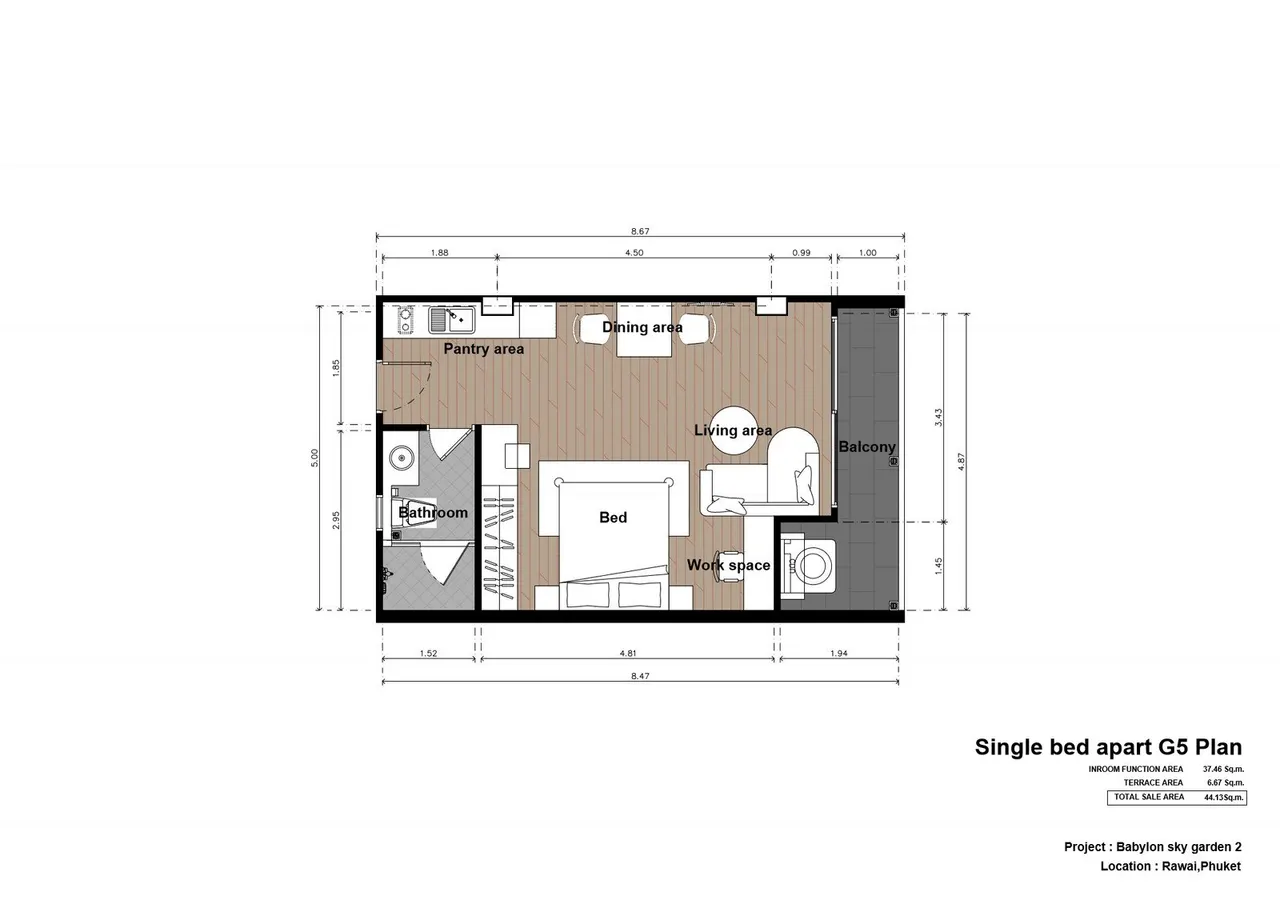 8.67
1.88 4.50 0.99 1.00
Dining area
Pantry area
1.85
3.43
Living area
Balcony
5.00
4.87
Bathroom
Bed
2.95
Work space
1.45
1.52 4.81 1.94
8.47
Single bed apart G5 Plan
INROOM FUNCTION AREA 37.46 Sq.m.
TERRACE AREA 6.67 Sq.m.
TOTAL SALE AREA 44.13Sq.m.
Project : Babylon sky garden 2
Location : Rawai,Phuket